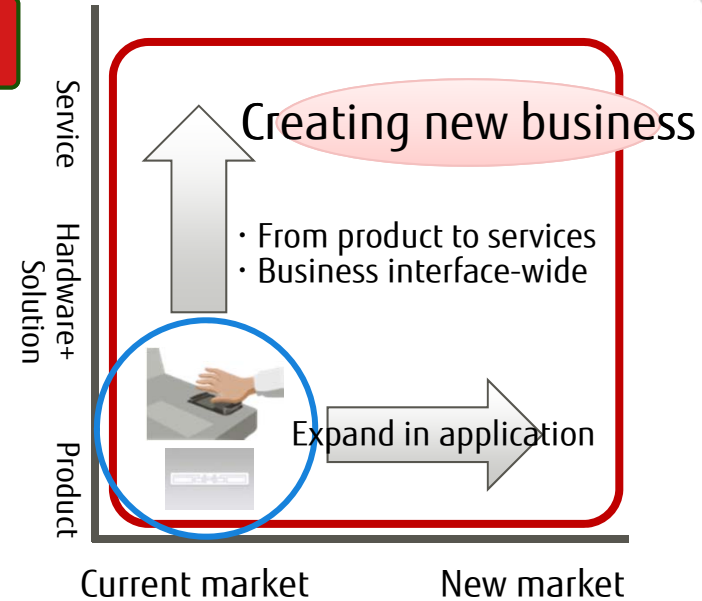 Service
Hardware+
Solution
Product
Creating new business
・From product to services
・Business interface-wide
Expand in application
Current market
New market